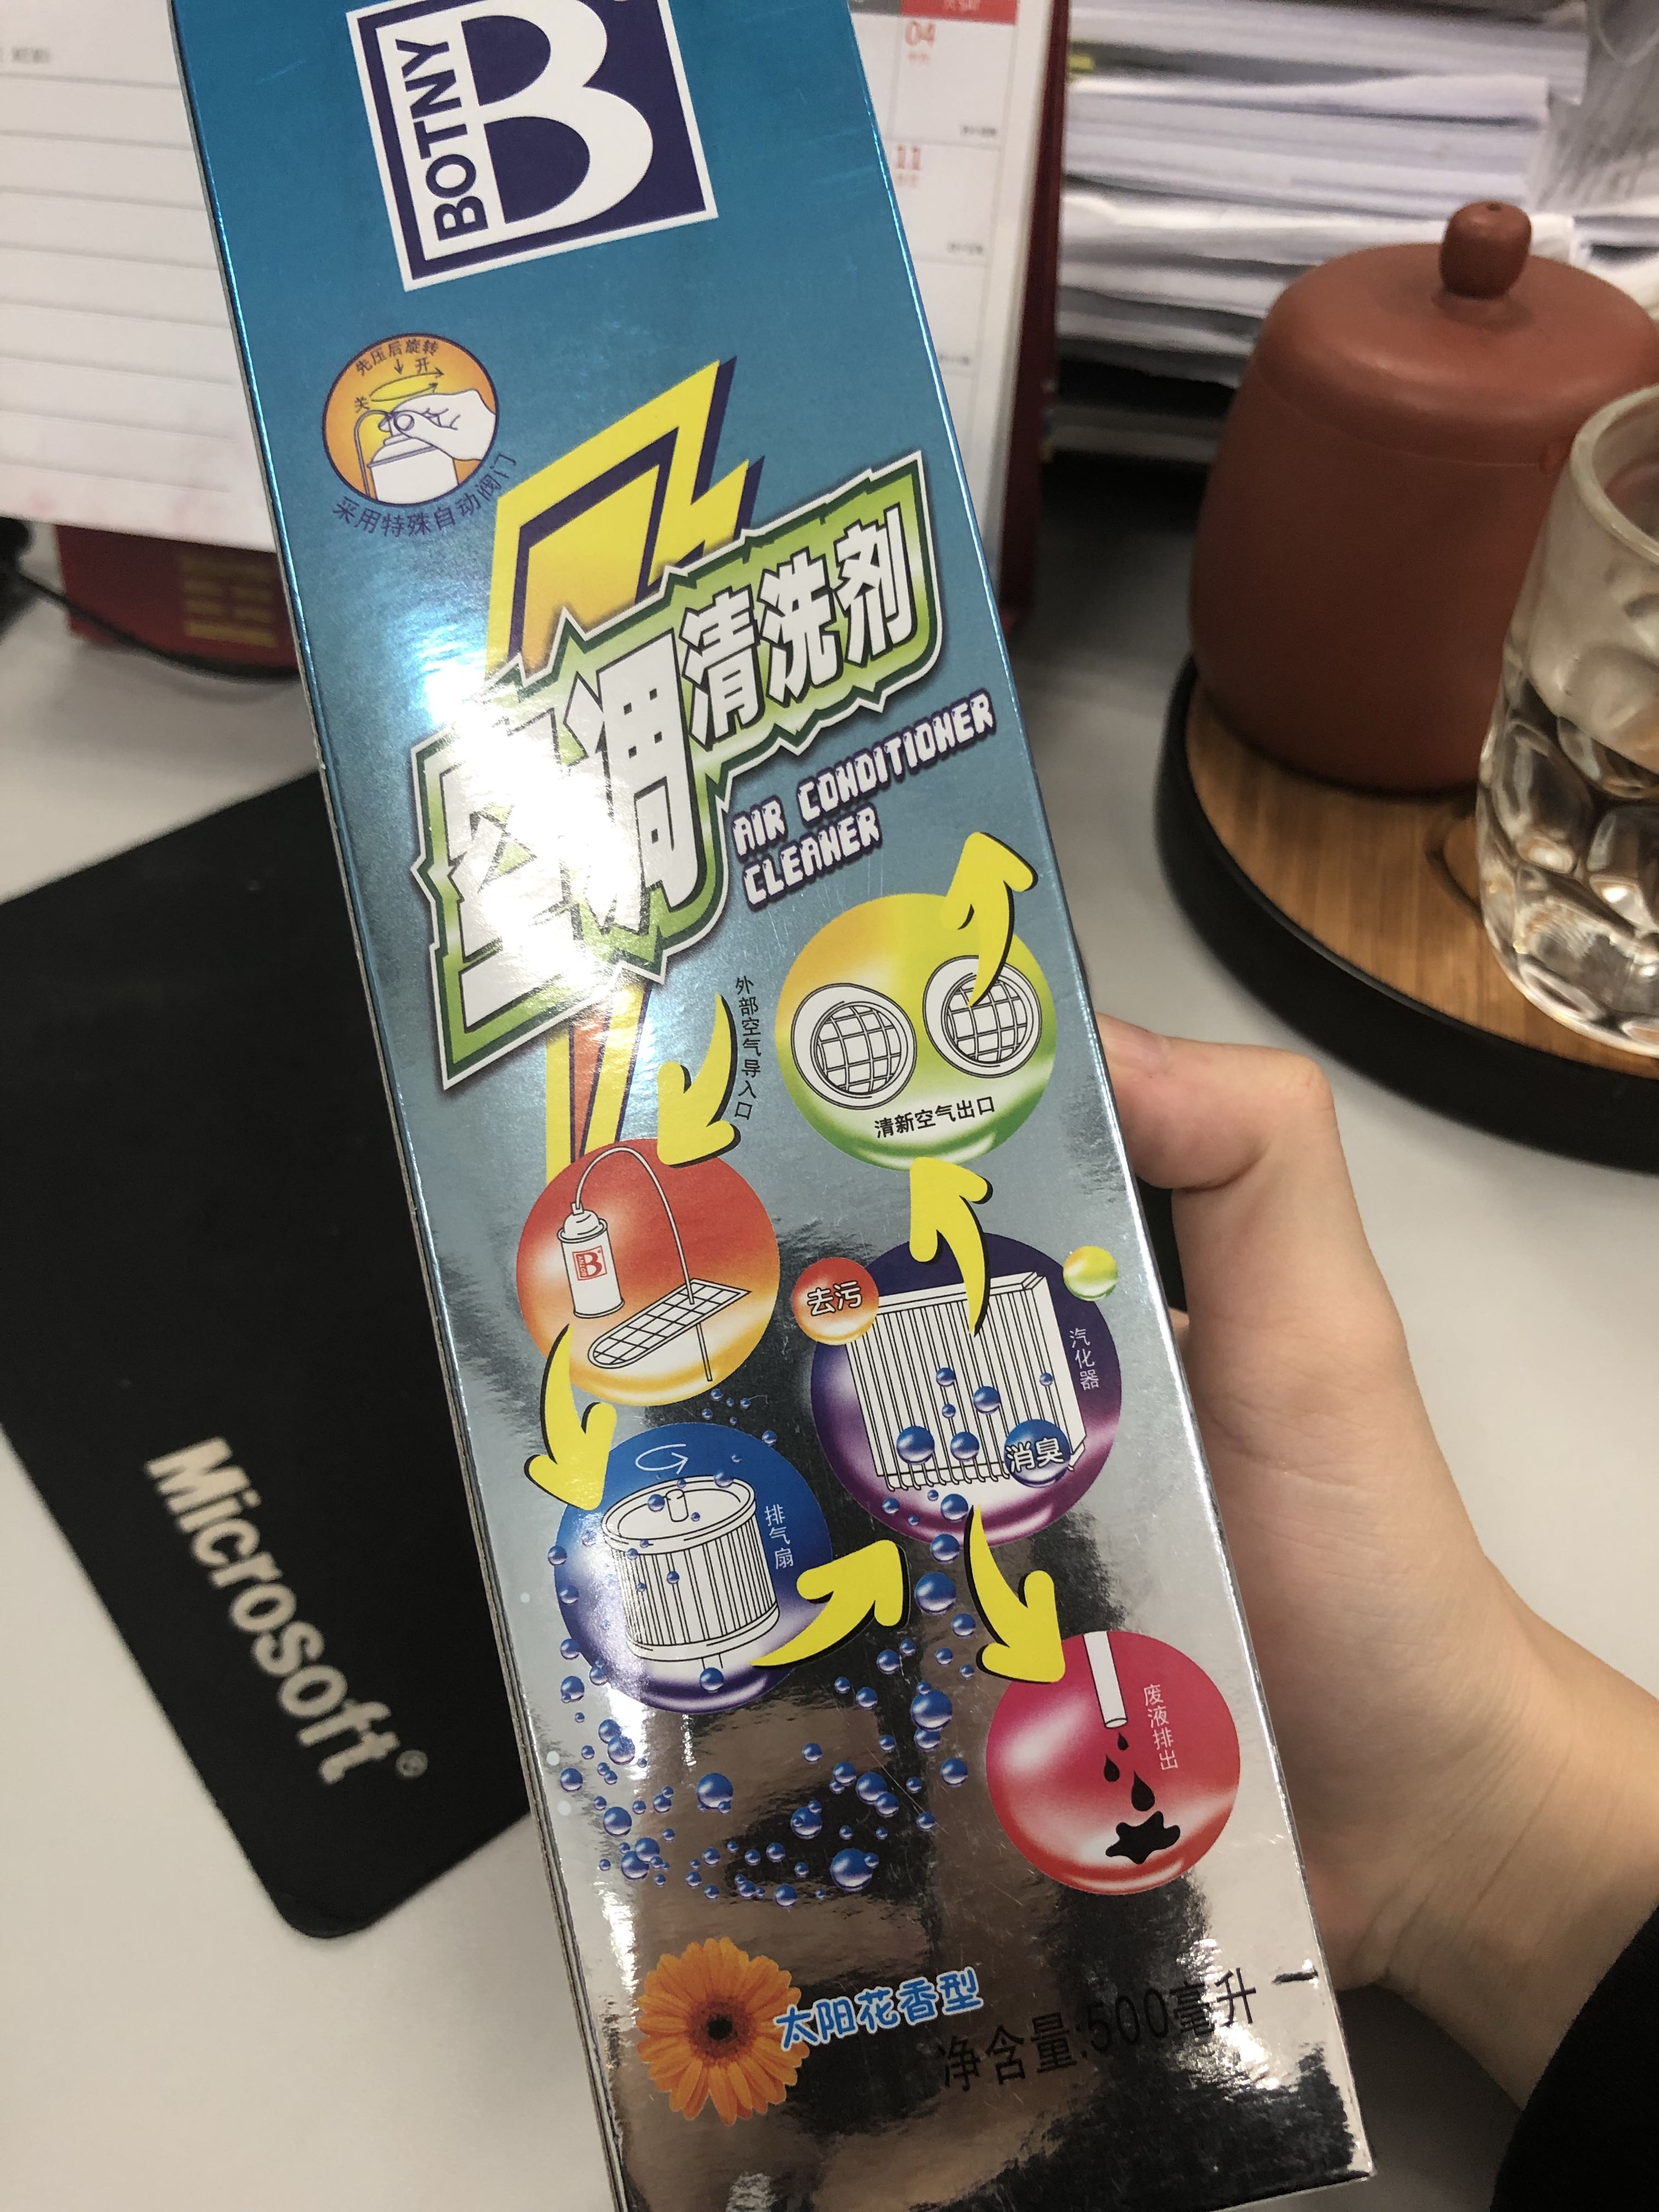 BOTNY
B
04
11
先压后旋转
开
关
采用特殊自动阀门
空调清洗剂
AIR CONDITIONER
CLEANER
外部空气导入口
清新空气出口
B
去污
汽化器
消臭
排气扇
废液排出
太阳花香型
净含量:500毫升
Microsoft®